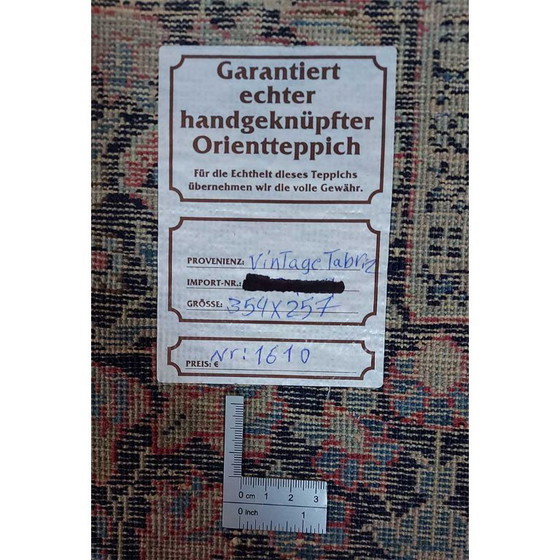 Garantiert
echter
handgeknüpfter
Orientteppich
Für die Echtheit dieses Teppichs
übernehmen wir die volle Gewähr.
PROVENIENZ: VinTage Tabriz
IMPORT-NR.:
GRÖSSE: 354x257
PREIS: € Nr: 1610
0 cm 1 2 3
0 inch 1